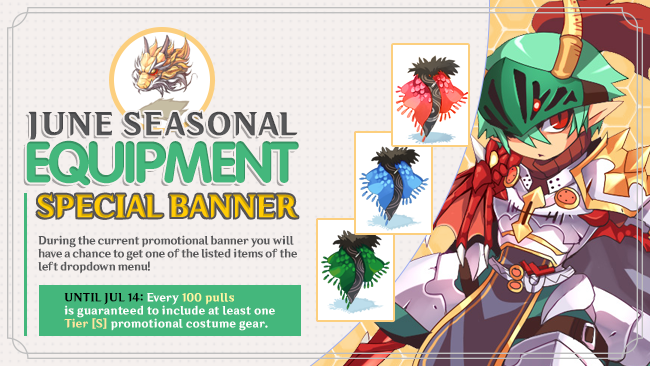 JUNE SEASONAL
EQUIPMENT
SPECIAL BANNER
During the current promotional banner you will
have a chance to get one of the listed items of the
left dropdown menu!
UNTIL JUL 14: Every 100 pulls
is guaranteed to include at least one
Tier [S] promotional costume gear.